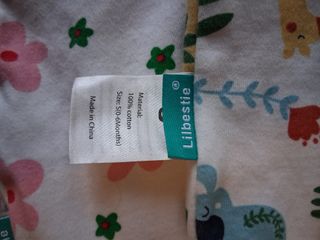 Lilbestie®
Material:
100% cotton
Size: S(0-6Months)
Made in China